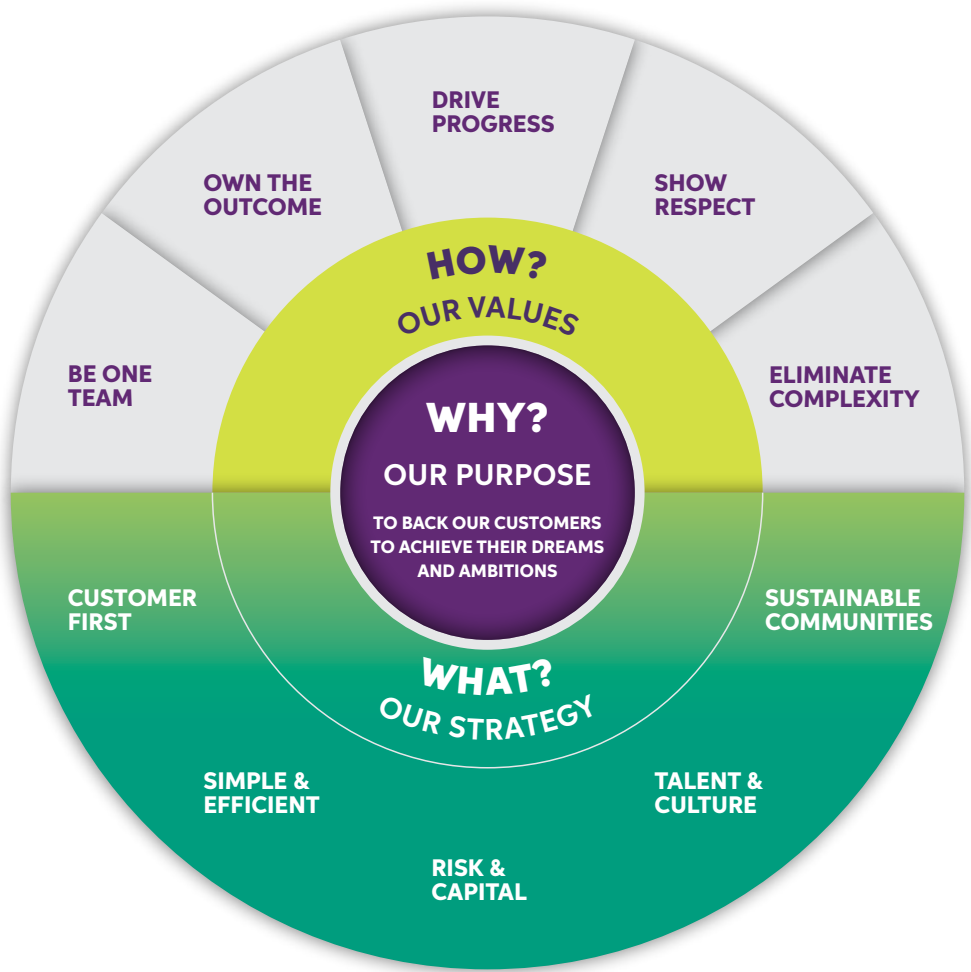 DRIVE
PROGRESS
OWN THE
OUTCOME
SHOW
RESPECT
BE ONE
TEAM
ELIMINATE
COMPLEXITY
HOW?
OUR VALUES
WHY?
OUR PURPOSE
TO BACK OUR CUSTOMERS
TO ACHIEVE THEIR DREAMS
AND AMBITIONS
WHAT?
OUR STRATEGY
CUSTOMER
FIRST
SUSTAINABLE
COMMUNITIES
SIMPLE &
EFFICIENT
TALENT &
CULTURE
RISK &
CAPITAL